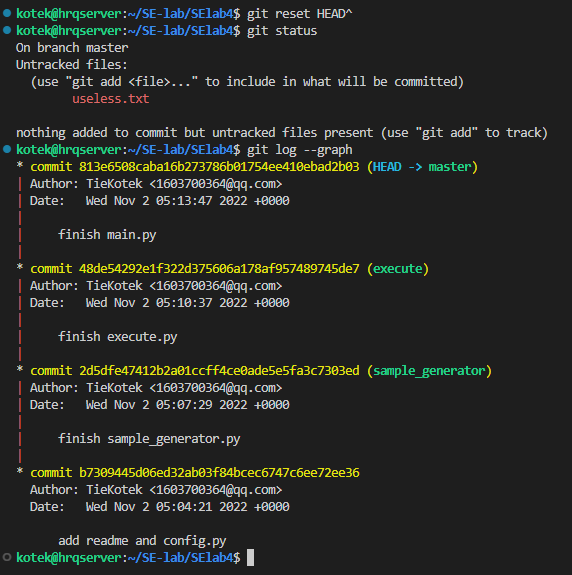 kotek@hrqserver:~/SE-lab/SElab4$ git reset HEAD^
kotek@hrqserver:~/SE-lab/SElab4$ git status
On branch master
Untracked files:
  (use "git add <file>..." to include in what will be committed)
        useless.txt

nothing added to commit but untracked files present (use "git add" to track)
kotek@hrqserver:~/SE-lab/SElab4$ git log --graph
* commit 813e6508caba16b273786b01754ee410ebad2b03 (HEAD -> master)
| Author: TieKotek <1603700364@qq.com>
| Date:   Wed Nov 2 05:13:47 2022 +0000
|
|     finish main.py
|
* commit 48de54292e1f322d375606a178af957489745de7 (execute)
| Author: TieKotek <1603700364@qq.com>
| Date:   Wed Nov 2 05:10:37 2022 +0000
|
|     finish execute.py
|
* commit 2d5dfe47412b2a01ccff4ce0ade5e5fa3c7303ed (sample_generator)
| Author: TieKotek <1603700364@qq.com>
| Date:   Wed Nov 2 05:07:29 2022 +0000
|
|     finish sample_generator.py
|
* commit b7309445d06ed32ab03f84bcec6747c6ee72ee36
  Author: TieKotek <1603700364@qq.com>
  Date:   Wed Nov 2 05:04:21 2022 +0000

      add readme and config.py
kotek@hrqserver:~/SE-lab/SElab4$